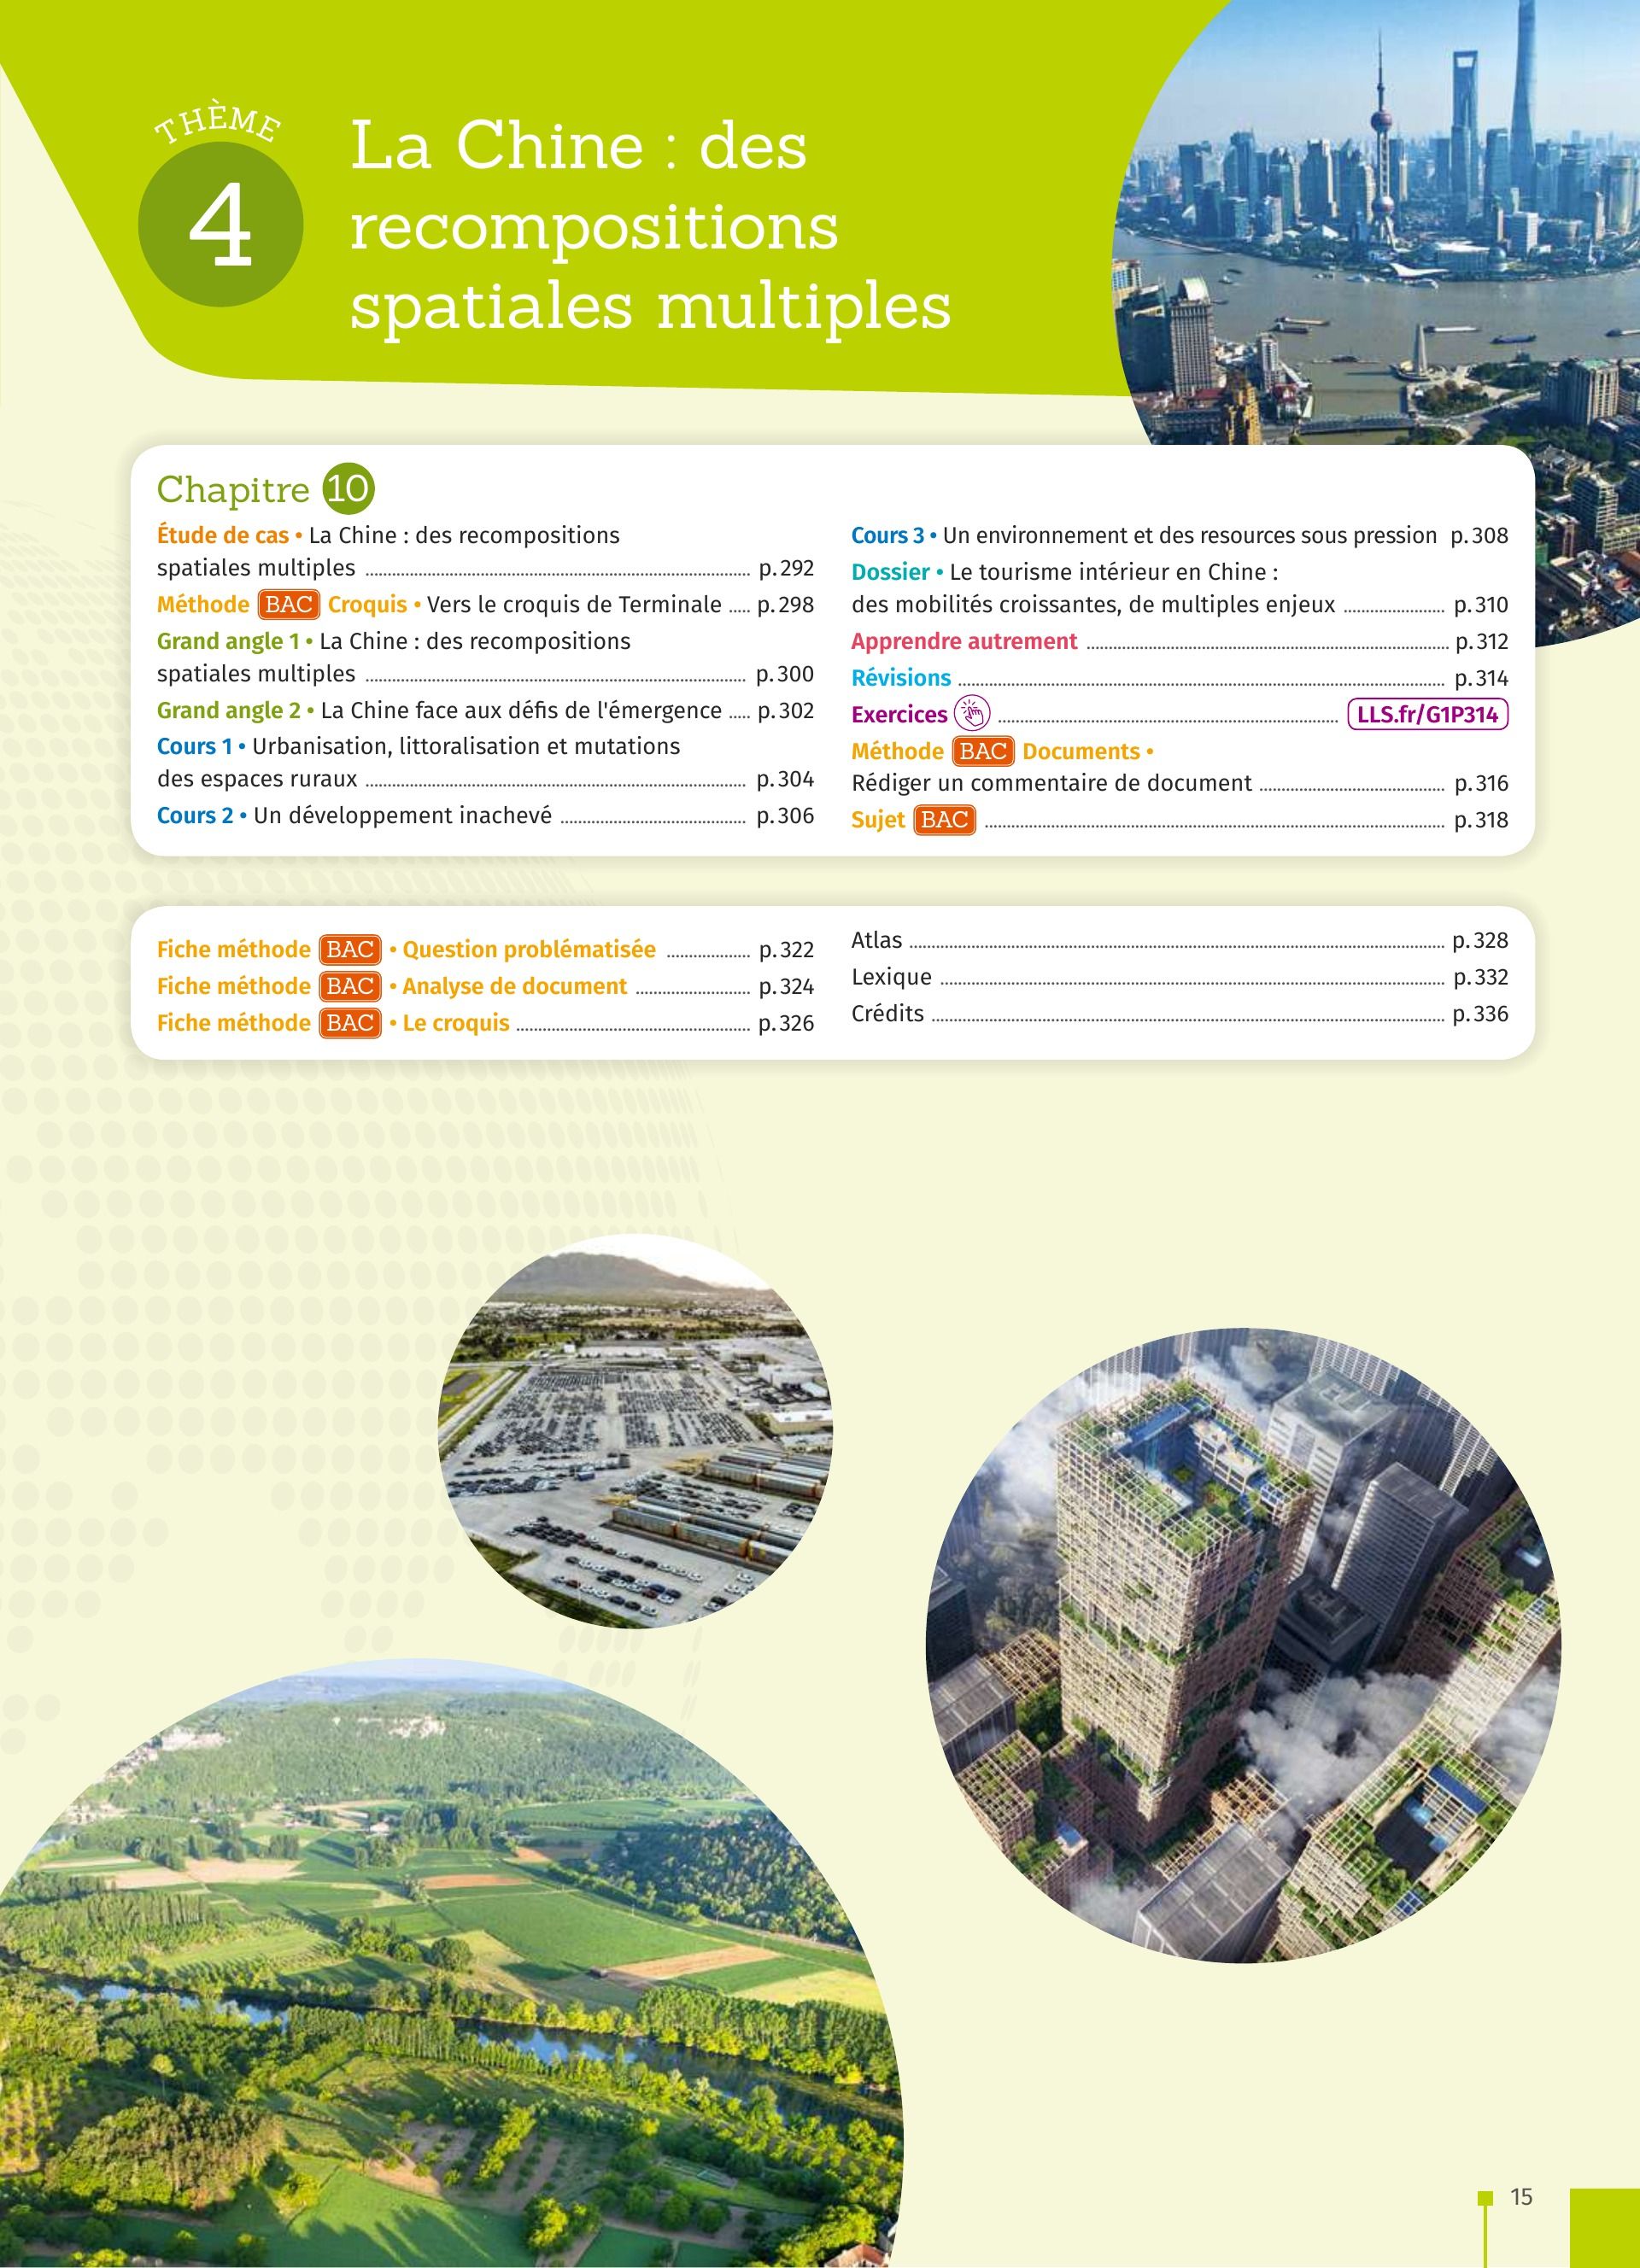 THÈME
4
La Chine : des
recompositions
spatiales multiples
Chapitre 10
Étude de cas • La Chine : des recompositions
spatiales multiples ........ p. 292
Méthode BAC Croquis • Vers le croquis de Terminale ..... p. 298
Grand angle 1 • La Chine : des recompositions
spatiales multiples ........ p. 300
Grand angle 2 • La Chine face aux défis de l'émergence ..... p. 302
Cours 1 • Urbanisation, littoralisation et mutations
des espaces ruraux ........ p. 304
Cours 2 • Un développement inachevé ........ p. 306
Cours 3 • Un environnement et des resources sous pression p. 308
Dossier • Le tourisme intérieur en Chine :
des mobilités croissantes, de multiples enjeux ........ p. 310
Apprendre autrement ........ p. 312
Révisions ........ p. 314
Exercices ........ LLS.fr/G1P314
Méthode BAC Documents •
Rédiger un commentaire de document ........ p. 316
Sujet BAC ........ p. 318
Fiche méthode BAC • Question problématisée ........ p. 322
Fiche méthode BAC • Analyse de document ........ p. 324
Fiche méthode BAC • Le croquis ........ p. 326
Atlas ........ p. 328
Lexique ........ p. 332
Crédits ........ p. 336
15